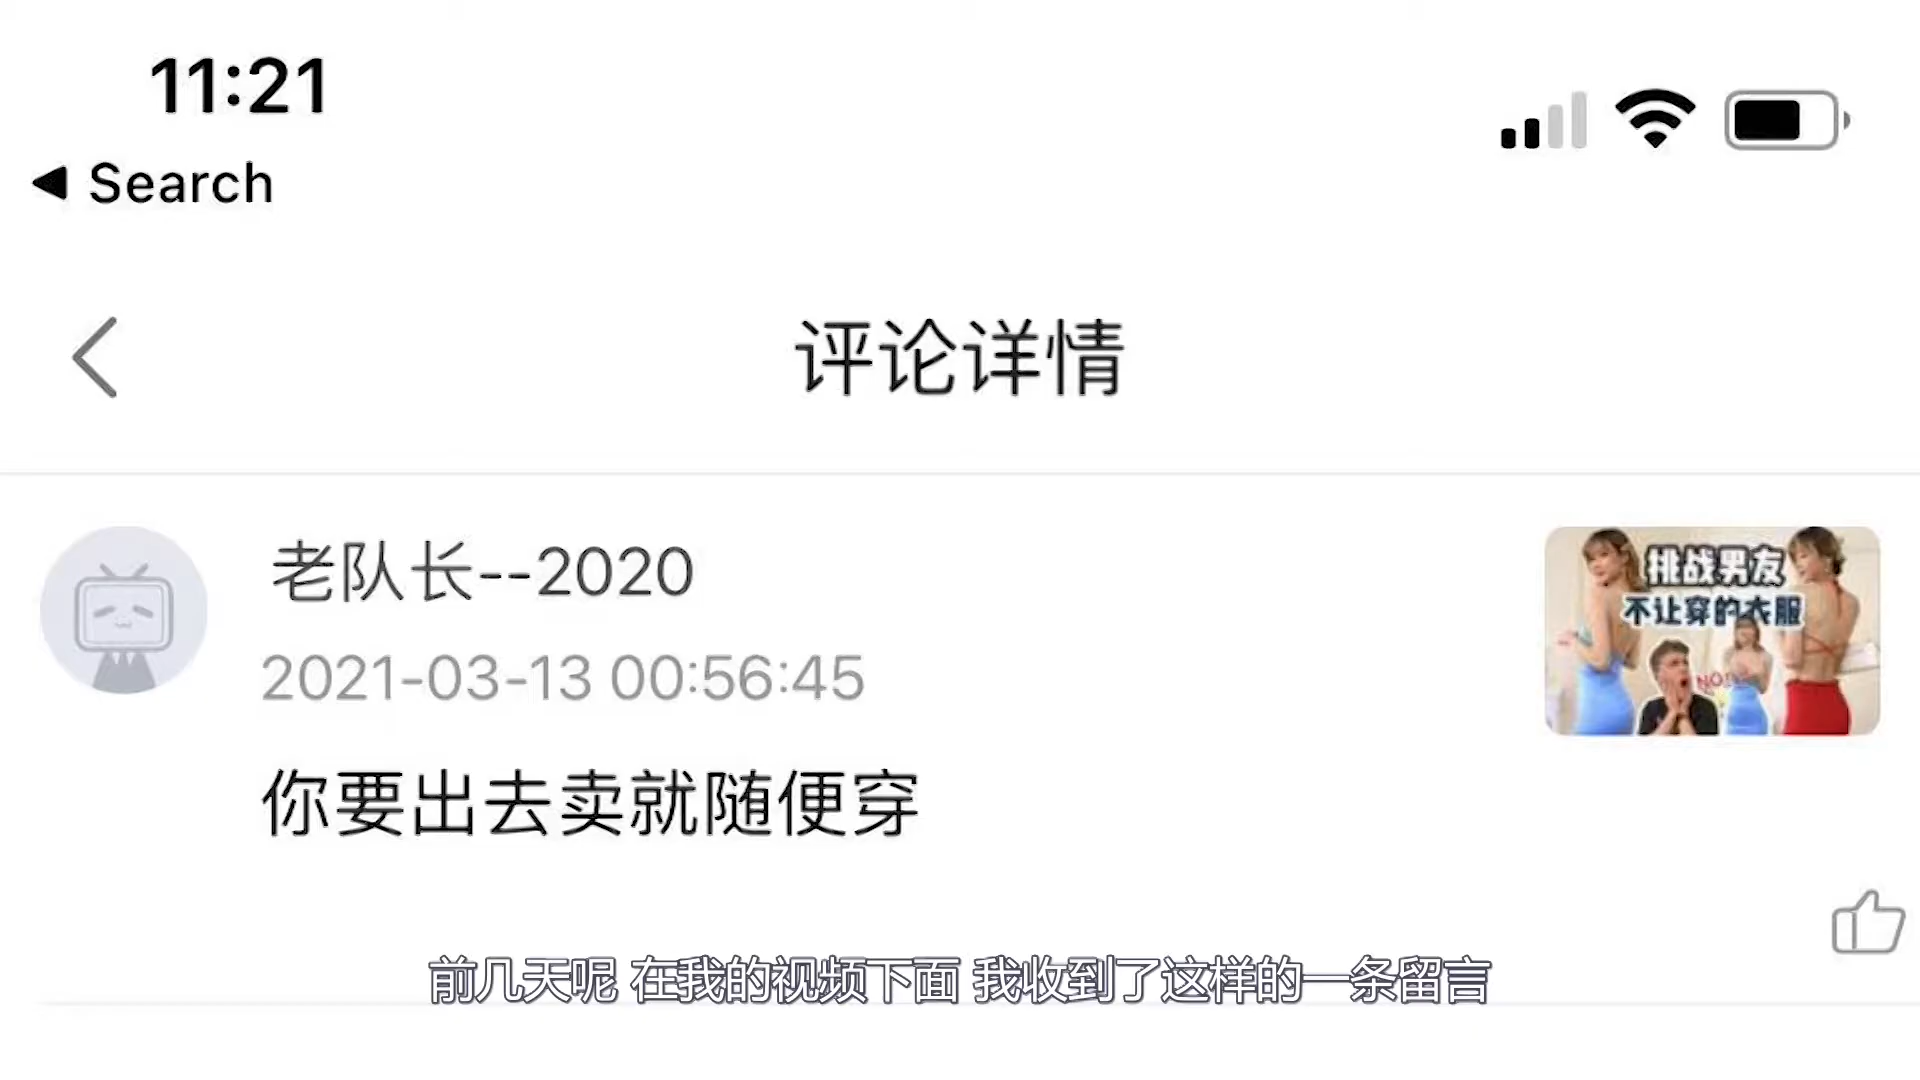 11:21
◀ Search
评论详情
老队长--2020
2021-03-13 00:56:45
你要出去卖就随便穿
挑战男友
不让穿的衣服
NO!
前几天呢 在我的视频下面 我收到了这样的一条留言